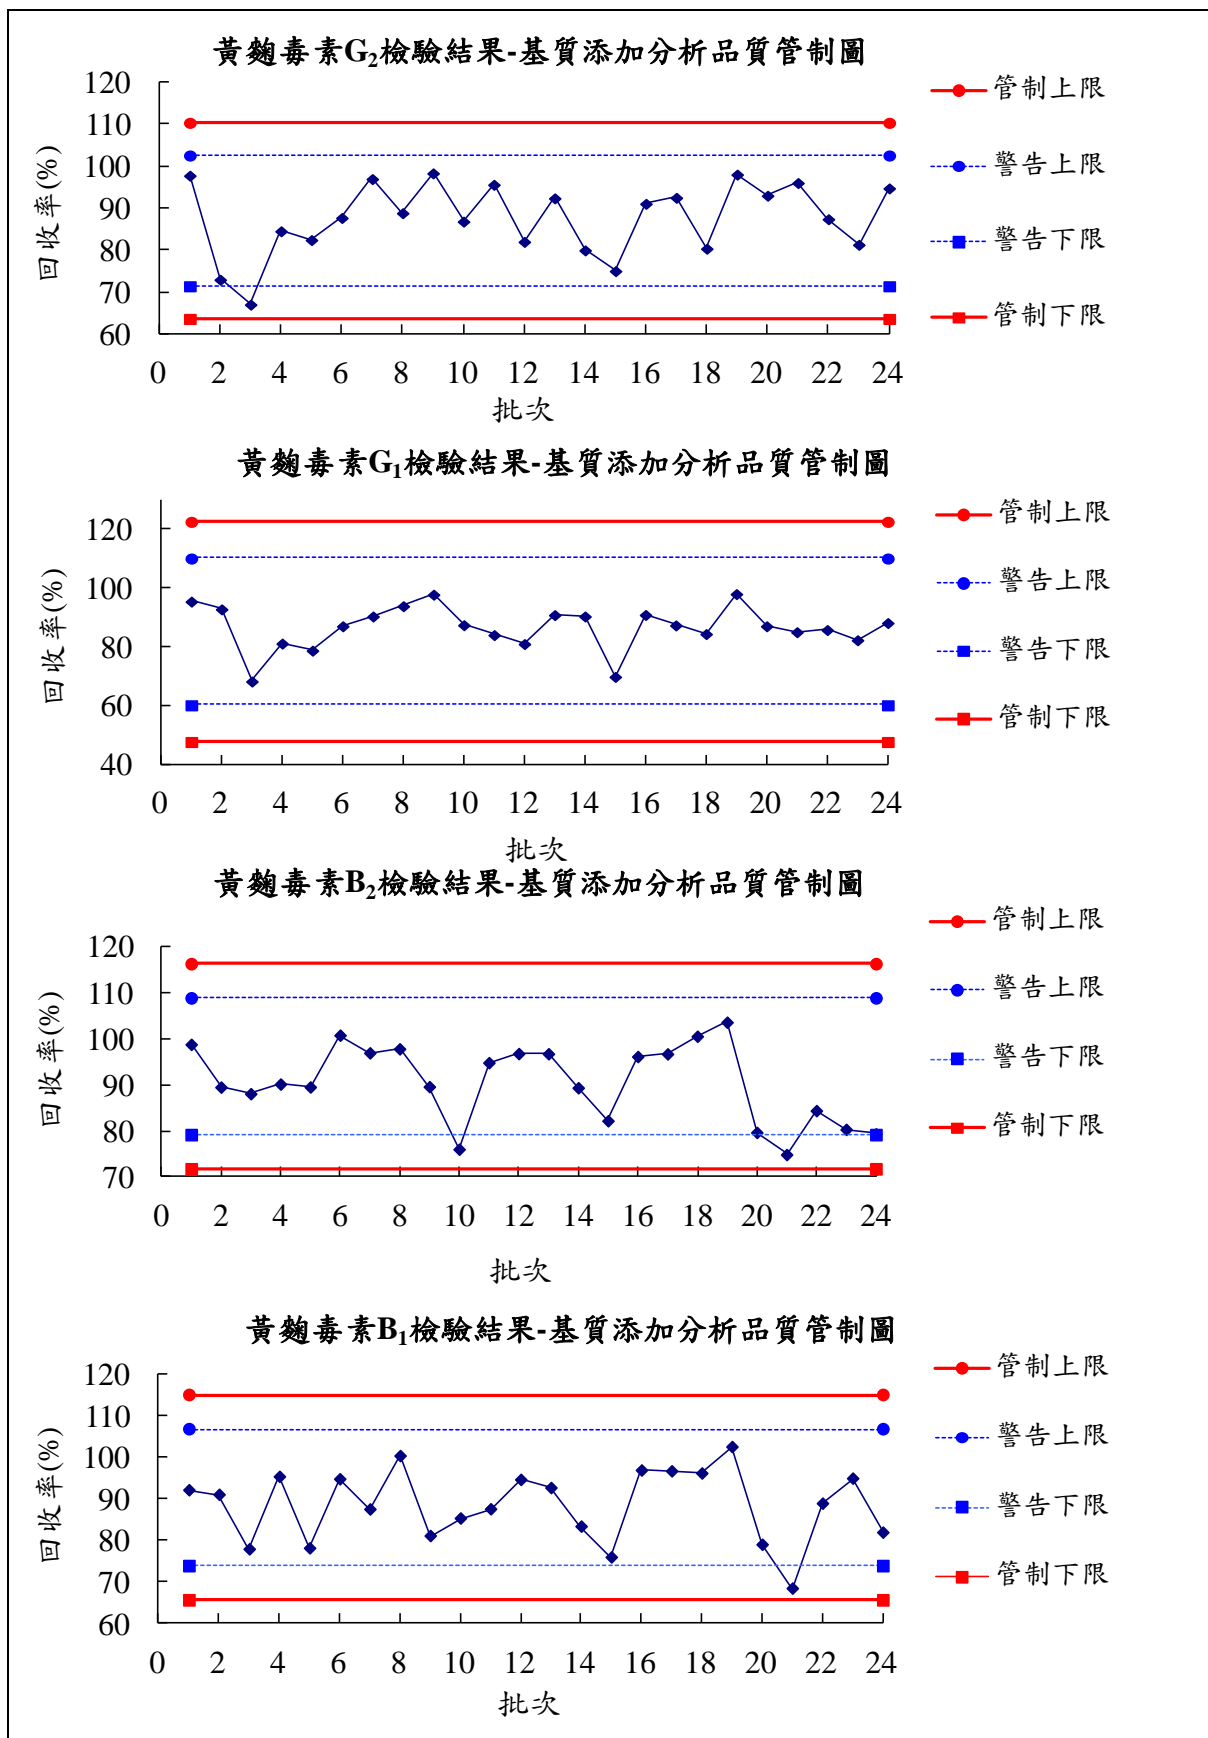 黃麴毒素G₂檢驗結果-基質添加分析品質管制圖
120
110
100
90
80
70
60
回收率(%)
0 2 4 6 8 10 12 14 16 18 20 22 24
批次
管制上限
警告上限
警告下限
管制下限
黃麴毒素G₁檢驗結果-基質添加分析品質管制圖
120
100
80
60
40
回收率(%)
0 2 4 6 8 10 12 14 16 18 20 22 24
批次
管制上限
警告上限
警告下限
管制下限
黃麴毒素B₂檢驗結果-基質添加分析品質管制圖
120
110
100
90
80
70
回收率(%)
0 2 4 6 8 10 12 14 16 18 20 22 24
批次
管制上限
警告上限
警告下限
管制下限
黃麴毒素B₁檢驗結果-基質添加分析品質管制圖
120
110
100
90
80
70
60
回收率(%)
0 2 4 6 8 10 12 14 16 18 20 22 24
批次
管制上限
警告上限
警告下限
管制下限